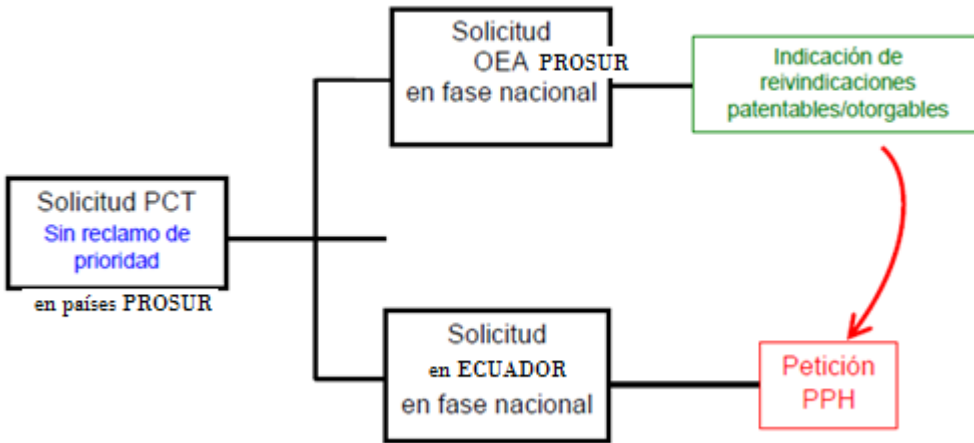 Solicitud
OEA PROSUR
en fase nacional
Indicación de
reivindicaciones
patentables/otorgables
Solicitud PCT
Sin reclamo de
prioridad
en países PROSUR
Solicitud
en ECUADOR
en fase nacional
Petición
PPH